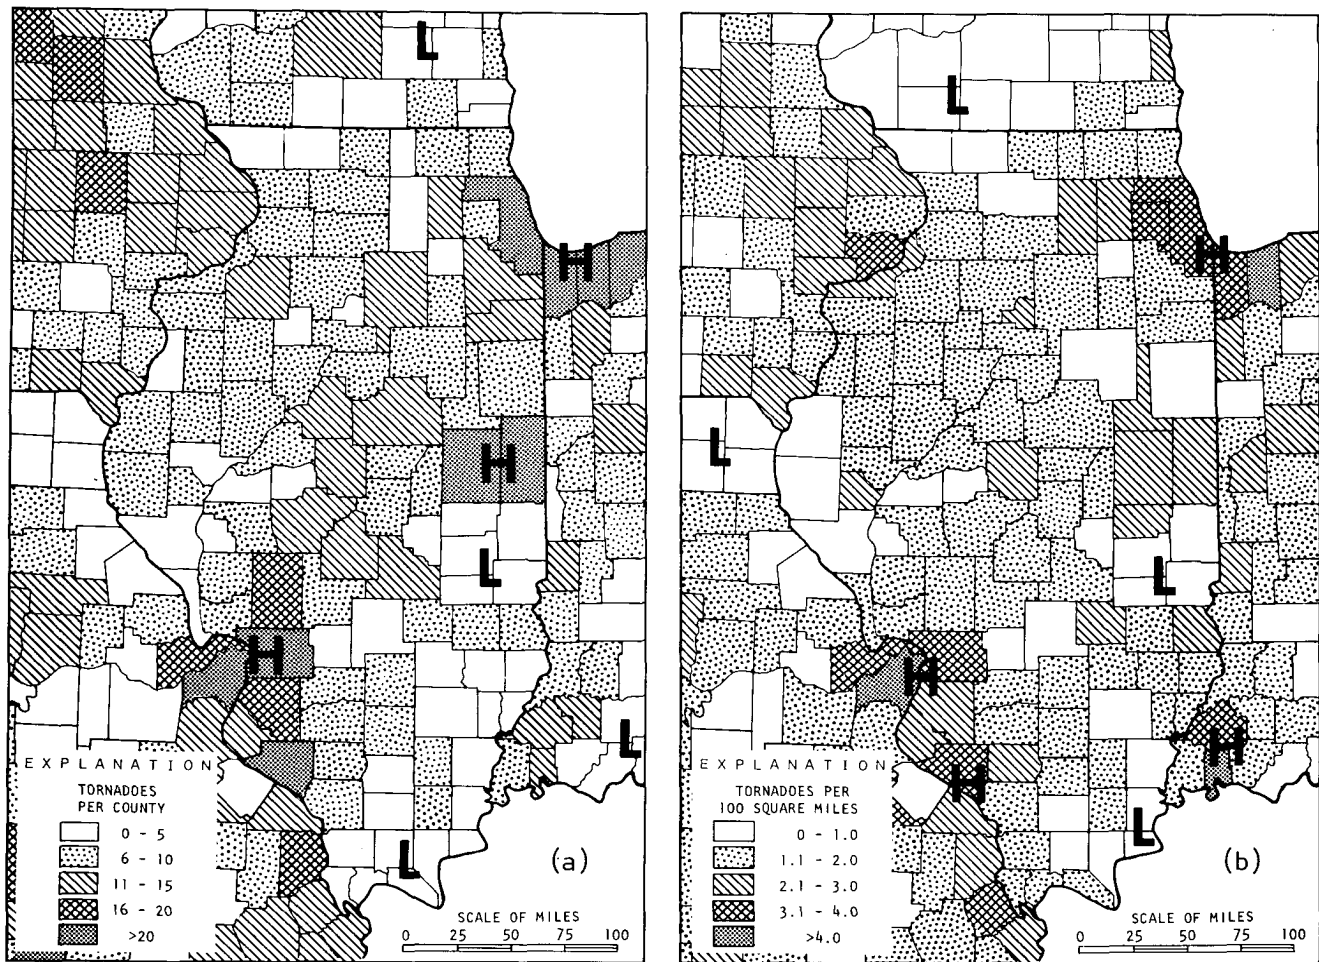 L
H
H
L
H
L
L
EXPLANATION
TORNADOES
PER COUNTY
0 - 5
6 - 10
11 - 15
16 - 20
>20
(a)
SCALE OF MILES
0 25 50 75 100
L
H
L
L
H
H
H
L
EXPLANATION
TORNADOES PER
100 SQUARE MILES
0 - 1.0
1.1 - 2.0
2.1 - 3.0
3.1 - 4.0
>4.0
(b)
SCALE OF MILES
0 25 50 75 100